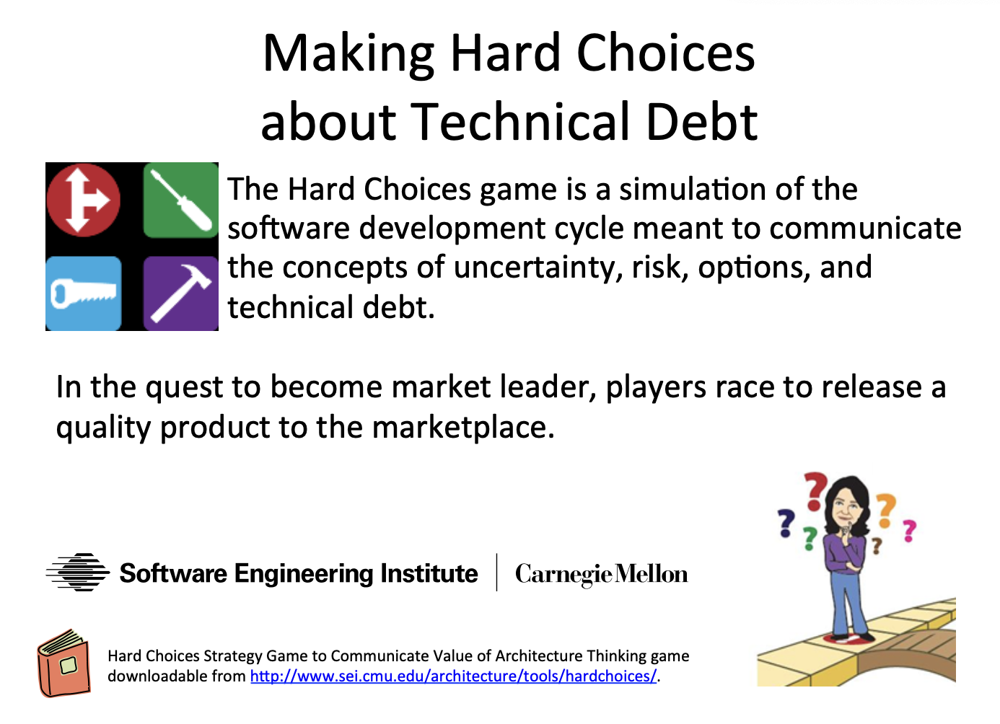 Making Hard Choices
about Technical Debt
The Hard Choices game is a simulation of the
software development cycle meant to communicate
the concepts of uncertainty, risk, options, and
technical debt.
In the quest to become market leader, players race to release a
quality product to the marketplace.
? ? ? ? ? ?
Software Engineering Institute | Carnegie Mellon
Hard Choices Strategy Game to Communicate Value of Architecture Thinking game
downloadable from http://www.sei.cmu.edu/architecture/tools/hardchoices/.